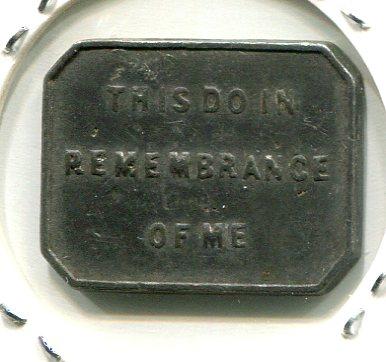 THIS DO IN
REMEMBRANCE
OF ME